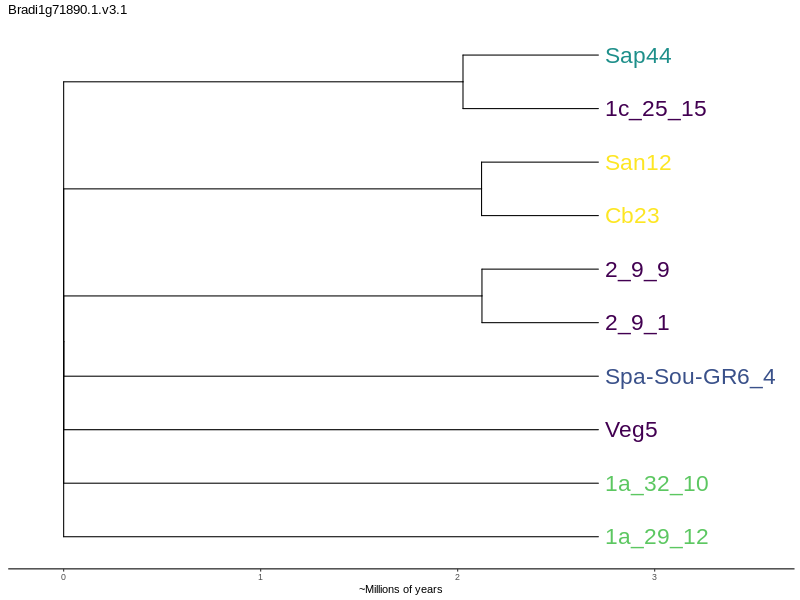 Bradi1g71890.1.v3.1
Sap44
1c_25_15
San12
Cb23
2_9_9
2_9_1
Spa-Sou-GR6_4
Veg5
1a_32_10
1a_29_12
0 1 2 3
~Millions of years